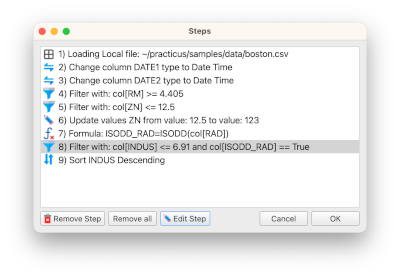 Steps
1) Loading Local file: ~/practicus/samples/data/boston.csv
2) Change column DATE1 type to Date Time
3) Change column DATE2 type to Date Time
4) Filter with: col[RM] >= 4.405
5) Filter with: col[ZN] <= 12.5
6) Update values ZN from value: 12.5 to value: 123
7) Formula: ISODD_RAD=ISODD(col[RAD])
8) Filter with: col[INDUS] <= 6.91 and col[ISODD_RAD] == True
9) Sort INDUS Descending
Remove Step Remove all Edit Step Cancel OK